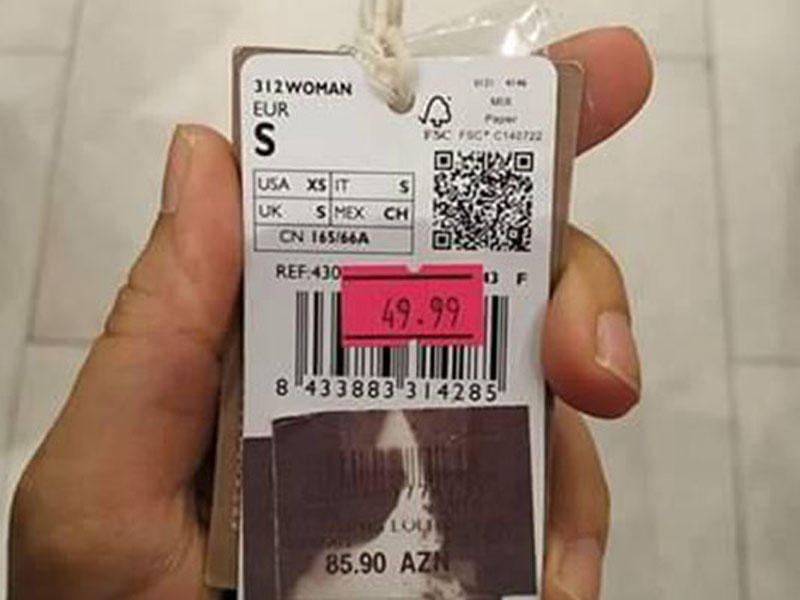 312WOMAN
EUR
S
MIX
Paper
FSC FSC® C140722
USA XS IT S
UK S MEX CH
CN 165/66A
REF:430
F
49.99
8 433883 314285
85.90 AZN